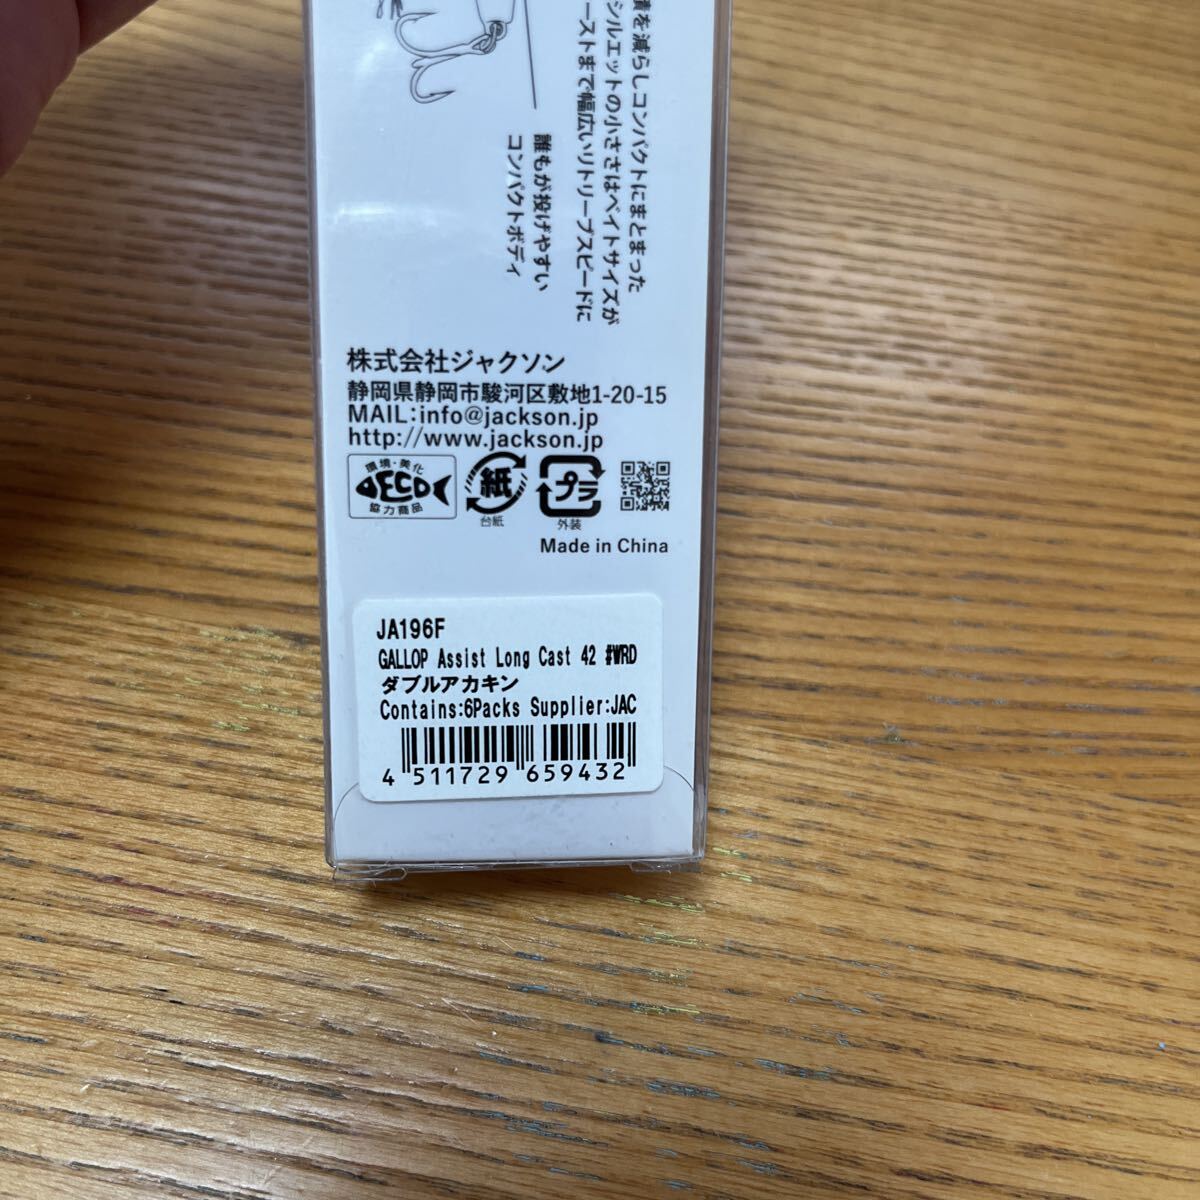 積を減らしコンパクトにまとまった
シルエットの小ささはベイトサイズが
ーストまで幅広いリトリーブスピードに
誰もが投げやすい
コンパクトボディ
株式会社ジャクソン
静岡県静岡市駿河区敷地1-20-15
MAIL:info@jackson.jp
http://www.jackson.jp
環境・美化
DECO
協力商品
紙
台紙
プラ
外装
Made in China
JA196F
GALLOP Assist Long Cast 42 #WRD
ダブルアカキン
Contains:6Packs Supplier:JAC
4 511729 659432